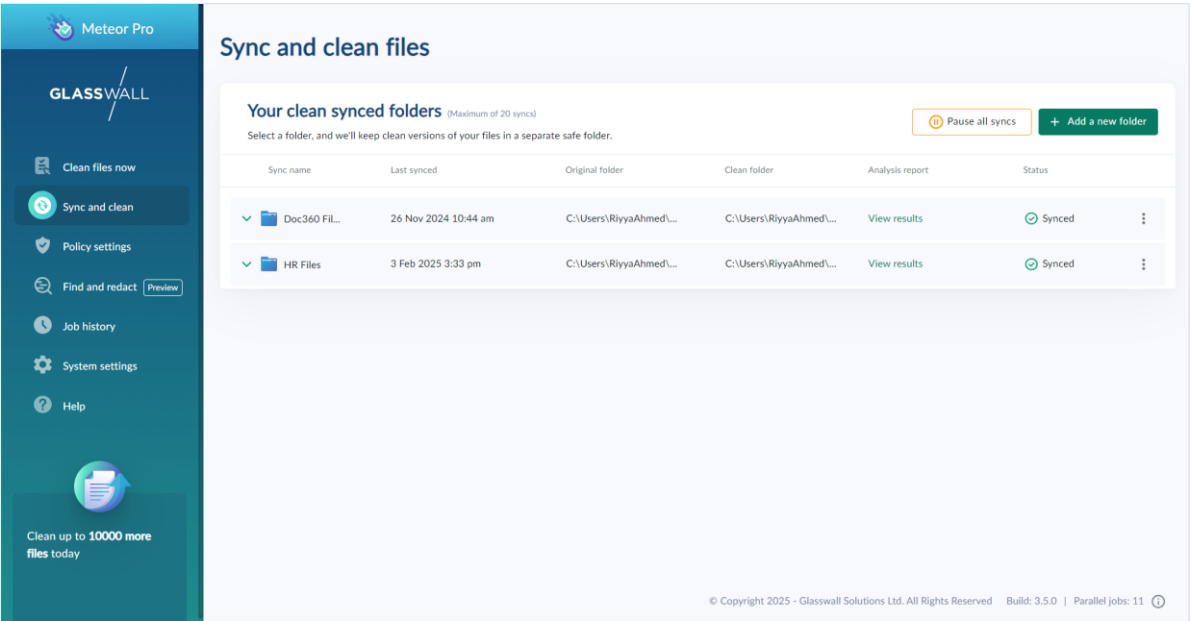 Meteor Pro
GLASSWALL
Clean files now
Sync and clean
Policy settings
Find and redact Preview
Job history
System settings
Help
Clean up to 10000 more
files today
Sync and clean files
Your clean synced folders (Maximum of 20 syncs)
Select a folder, and we'll keep clean versions of your files in a separate safe folder.
Pause all syncs
+ Add a new folder
Sync name Last synced Original folder Clean folder Analysis report Status
Doc360 Fil... 26 Nov 2024 10:44 am C:\Users\RiyyaAhmed\... C:\Users\RiyyaAhmed\... View results Synced
HR Files 3 Feb 2025 3:33 pm C:\Users\RiyyaAhmed\... C:\Users\RiyyaAhmed\... View results Synced
© Copyright 2025 - Glasswall Solutions Ltd. All Rights Reserved Build: 3.5.0 | Parallel jobs: 11